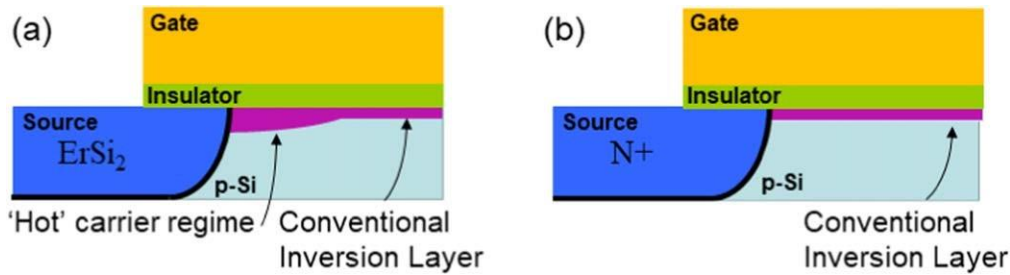 (a)
Gate
Insulator
Source
ErSi₂
p-Si
‘Hot’ carrier regime
Conventional
Inversion Layer
(b)
Gate
Insulator
Source
N+
p-Si
Conventional
Inversion Layer